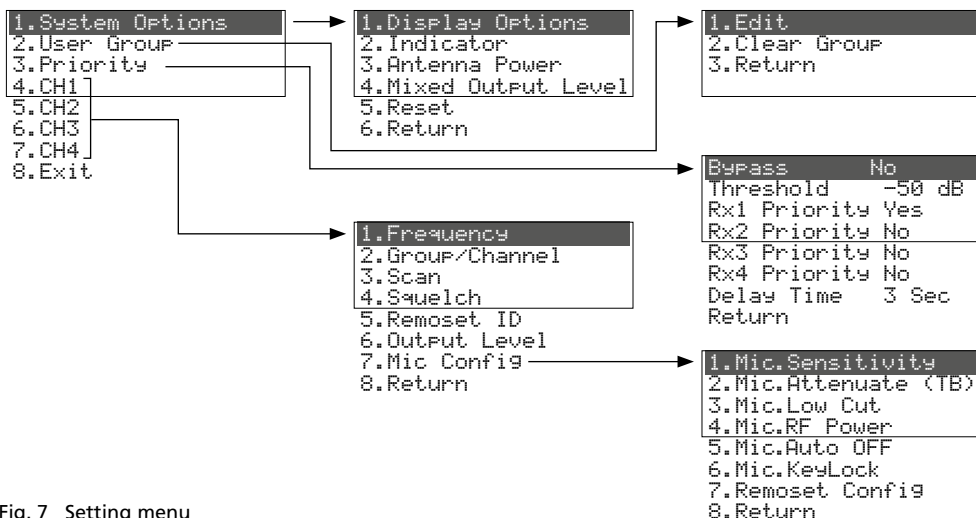 1.System Options
2.User Group
3.Priority
4.CH1
5.CH2
6.CH3
7.CH4
8.Exit
1.Display Options
2.Indicator
3.Antenna Power
4.Mixed Output Level
5.Reset
6.Return
1.Edit
2.Clear Group
3.Return
Bypass No
Threshold -50 dB
Rx1 Priority Yes
Rx2 Priority No
Rx3 Priority No
Rx4 Priority No
Delay Time 3 Sec
Return
1.Frequency
2.Group/Channel
3.Scan
4.Squelch
5.Remoset ID
6.Output Level
7.Mic Config
8.Return
1.Mic.Sensitivity
2.Mic.Attenuate (TB)
3.Mic.Low Cut
4.Mic.RF Power
5.Mic.Auto OFF
6.Mic.KeyLock
7.Remoset Config
8.Return
Fig. 7 Setting menu